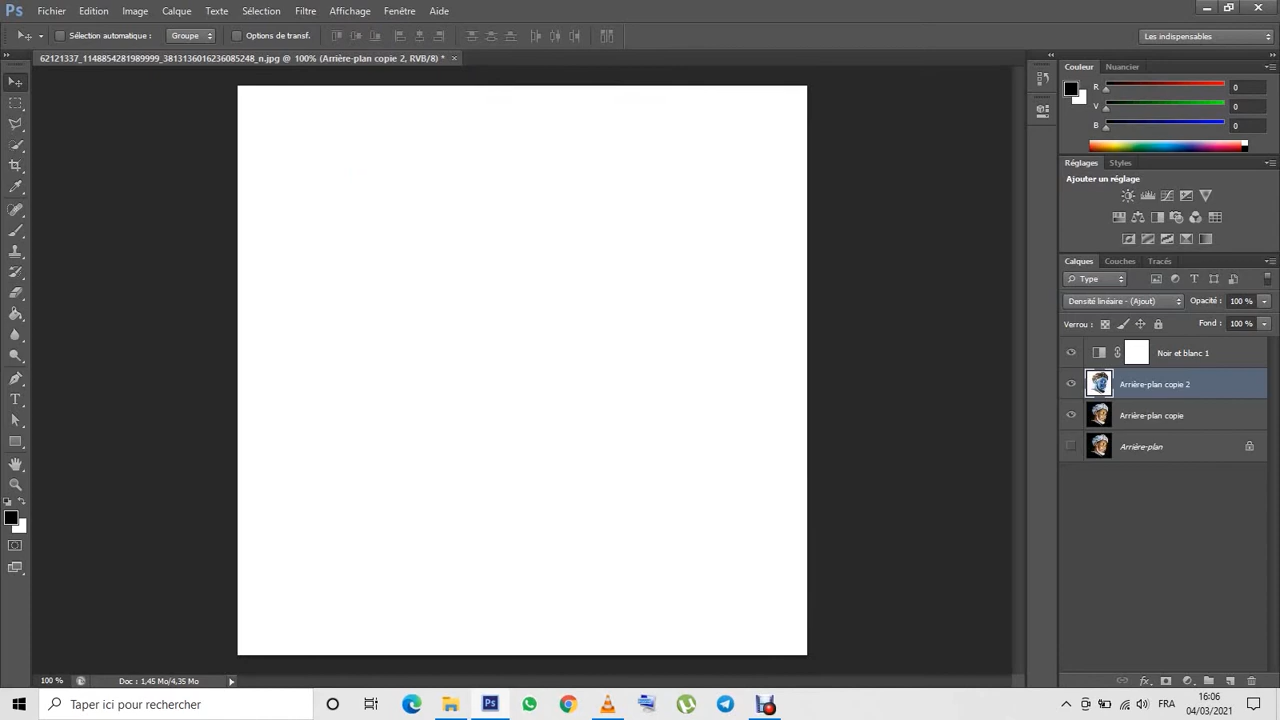 Ps Fichier Edition Image Calque Texte Sélection Filtre Affichage Fenêtre Aide
Sélection automatique : Groupe Options de transf. Les indispensables
62121337_1148854281989999_3813136016236085248_n.jpg @ 100% (Arrière-plan copie 2, RVB/8) *
Couleur Nuancier
R 0
V 0
B 0
Réglages Styles
Ajouter un réglage
Calques Couches Tracés
Type
Densité linéaire - (Ajout) Opacité : 100 %
Verrou : Fond : 100 %
Noir et blanc 1
Arrière-plan copie 2
Arrière-plan copie
Arrière-plan
100 % Doc : 1,45 Mo/4,35 Mo
Taper ici pour rechercher Ps FRA 16:06
04/03/2021